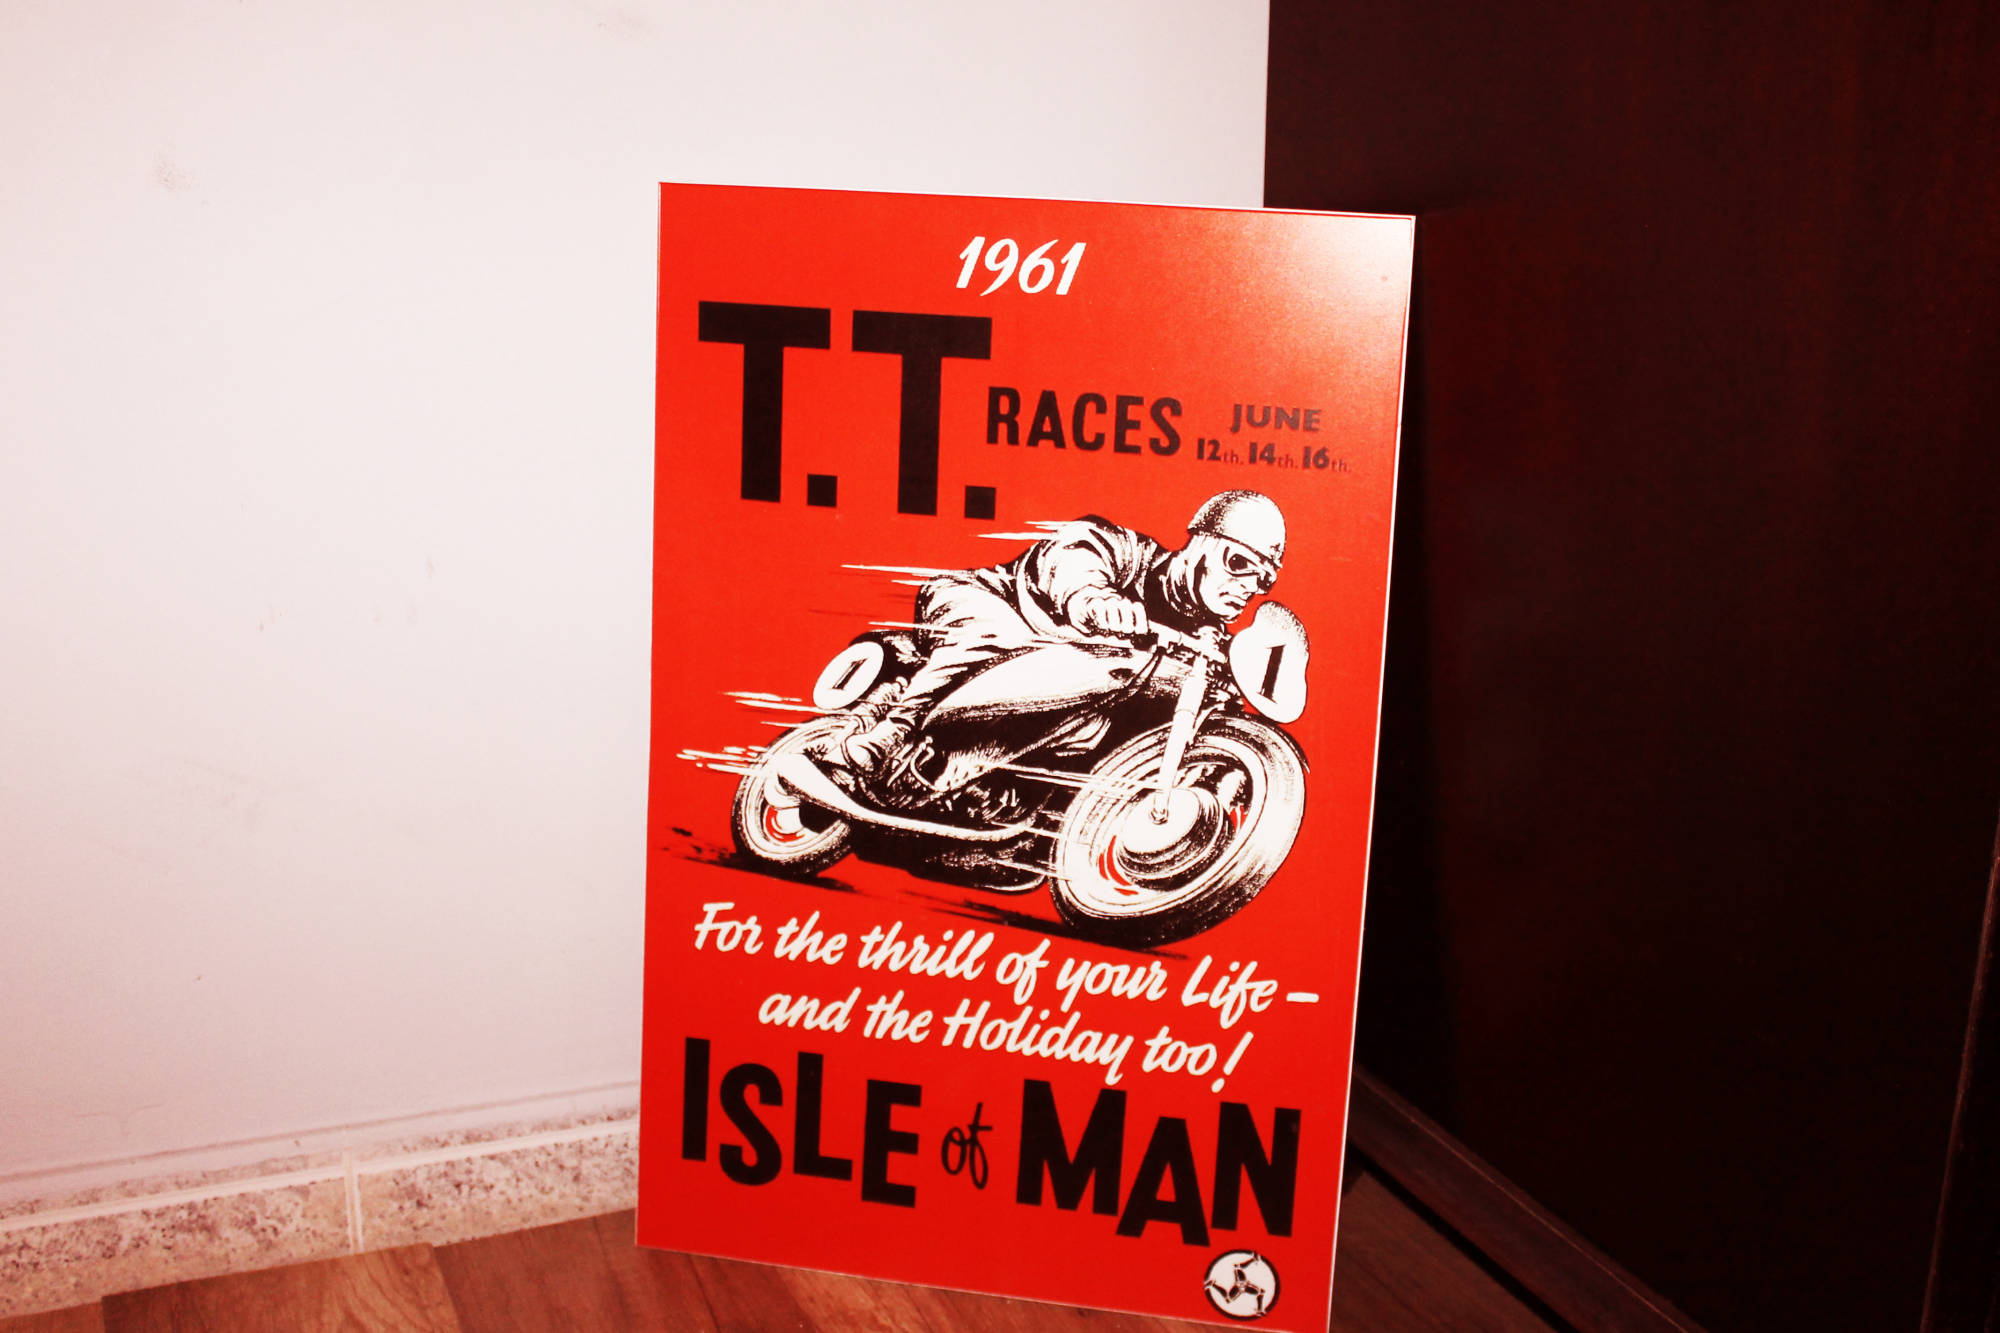 1961
T.T. RACES JUNE
12th. 14th. 16th.
1
1
For the thrill of your Life –
and the Holiday too!
ISLE of MAN